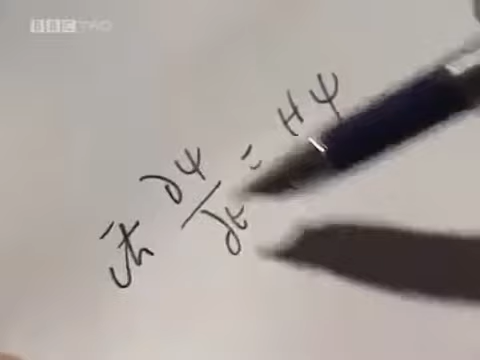 BBC TWO
iħ ∂Ψ/∂t = HΨ